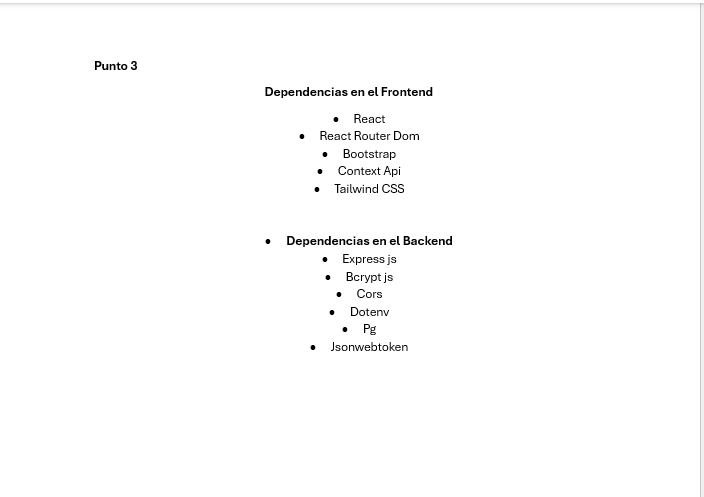 Punto 3
Dependencias en el Frontend
• React
• React Router Dom
• Bootstrap
• Context Api
• Tailwind CSS
• Dependencias en el Backend
• Express js
• Bcrypt js
• Cors
• Dotenv
• Pg
• Jsonwebtoken